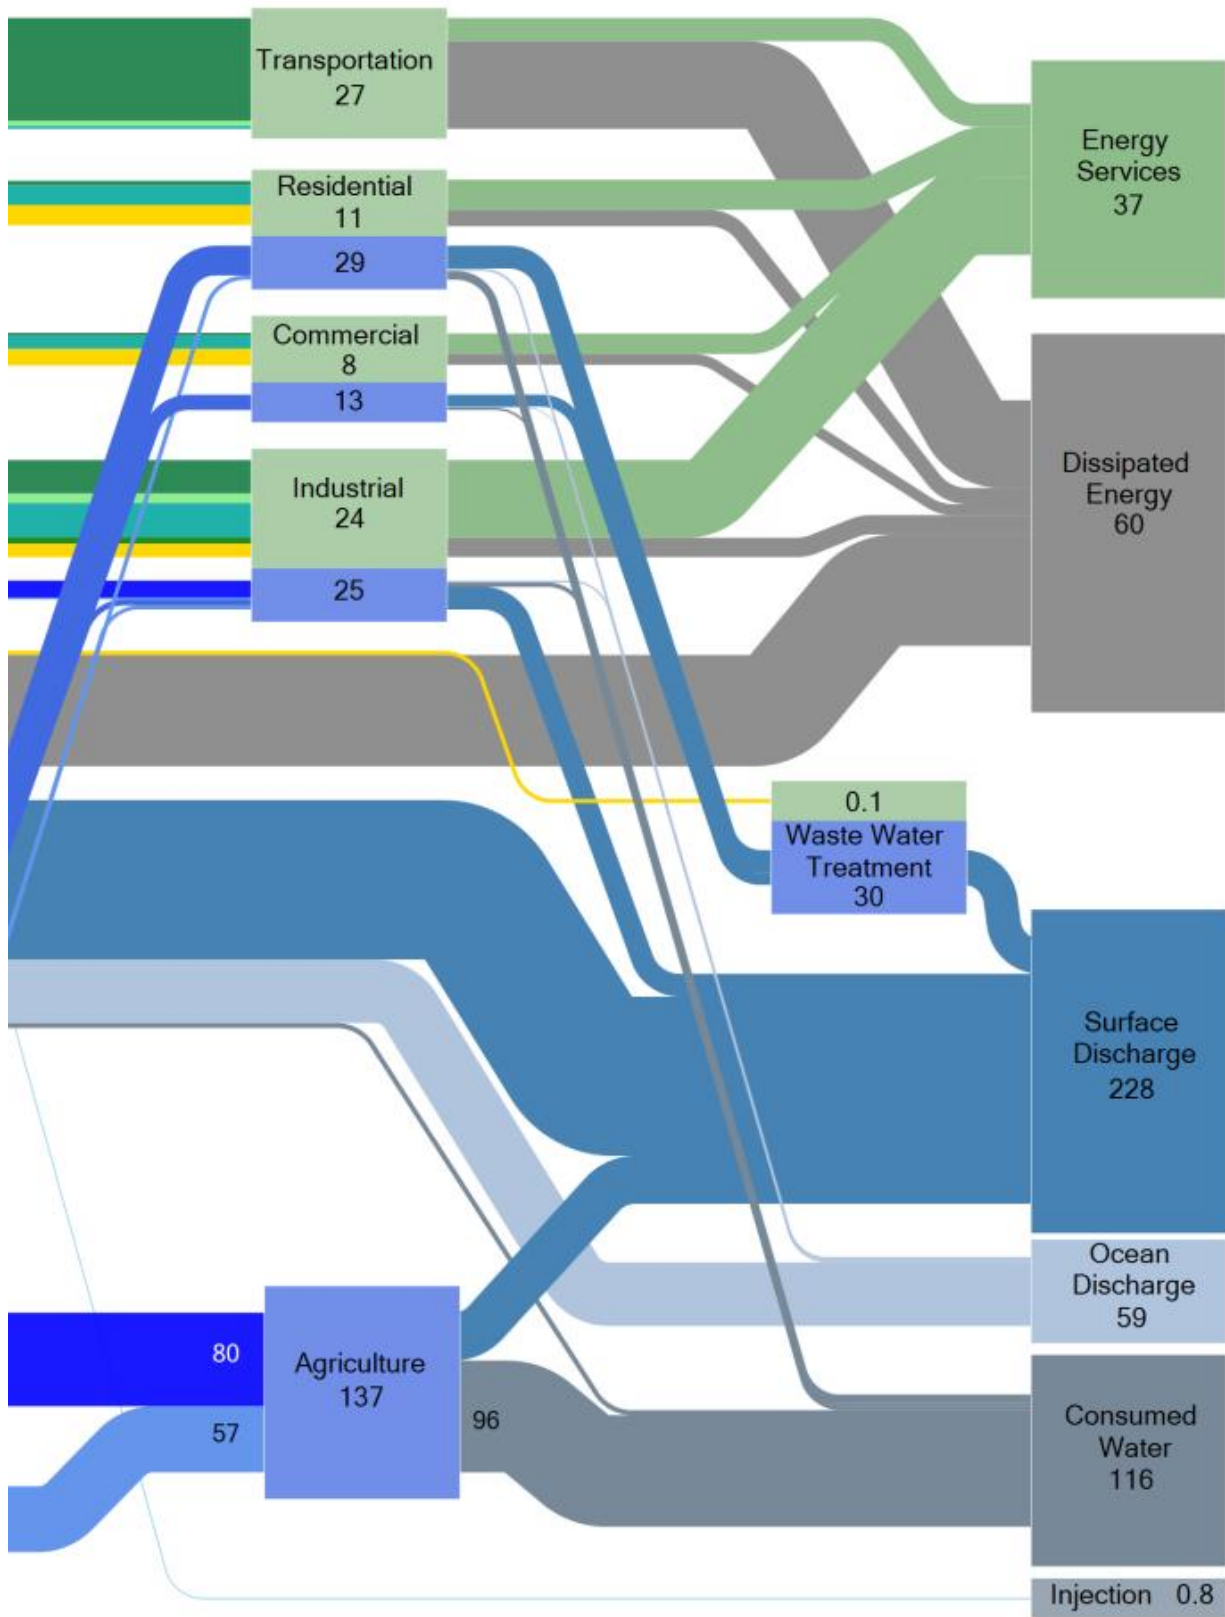 Transportation
27
Residential
11
29
Commercial
8
13
Industrial
24
25
Energy
Services
37
Dissipated
Energy
60
0.1
Waste Water
Treatment
30
Surface
Discharge
228
Ocean
Discharge
59
80
57
Agriculture
137
96
Consumed
Water
116
Injection 0.8